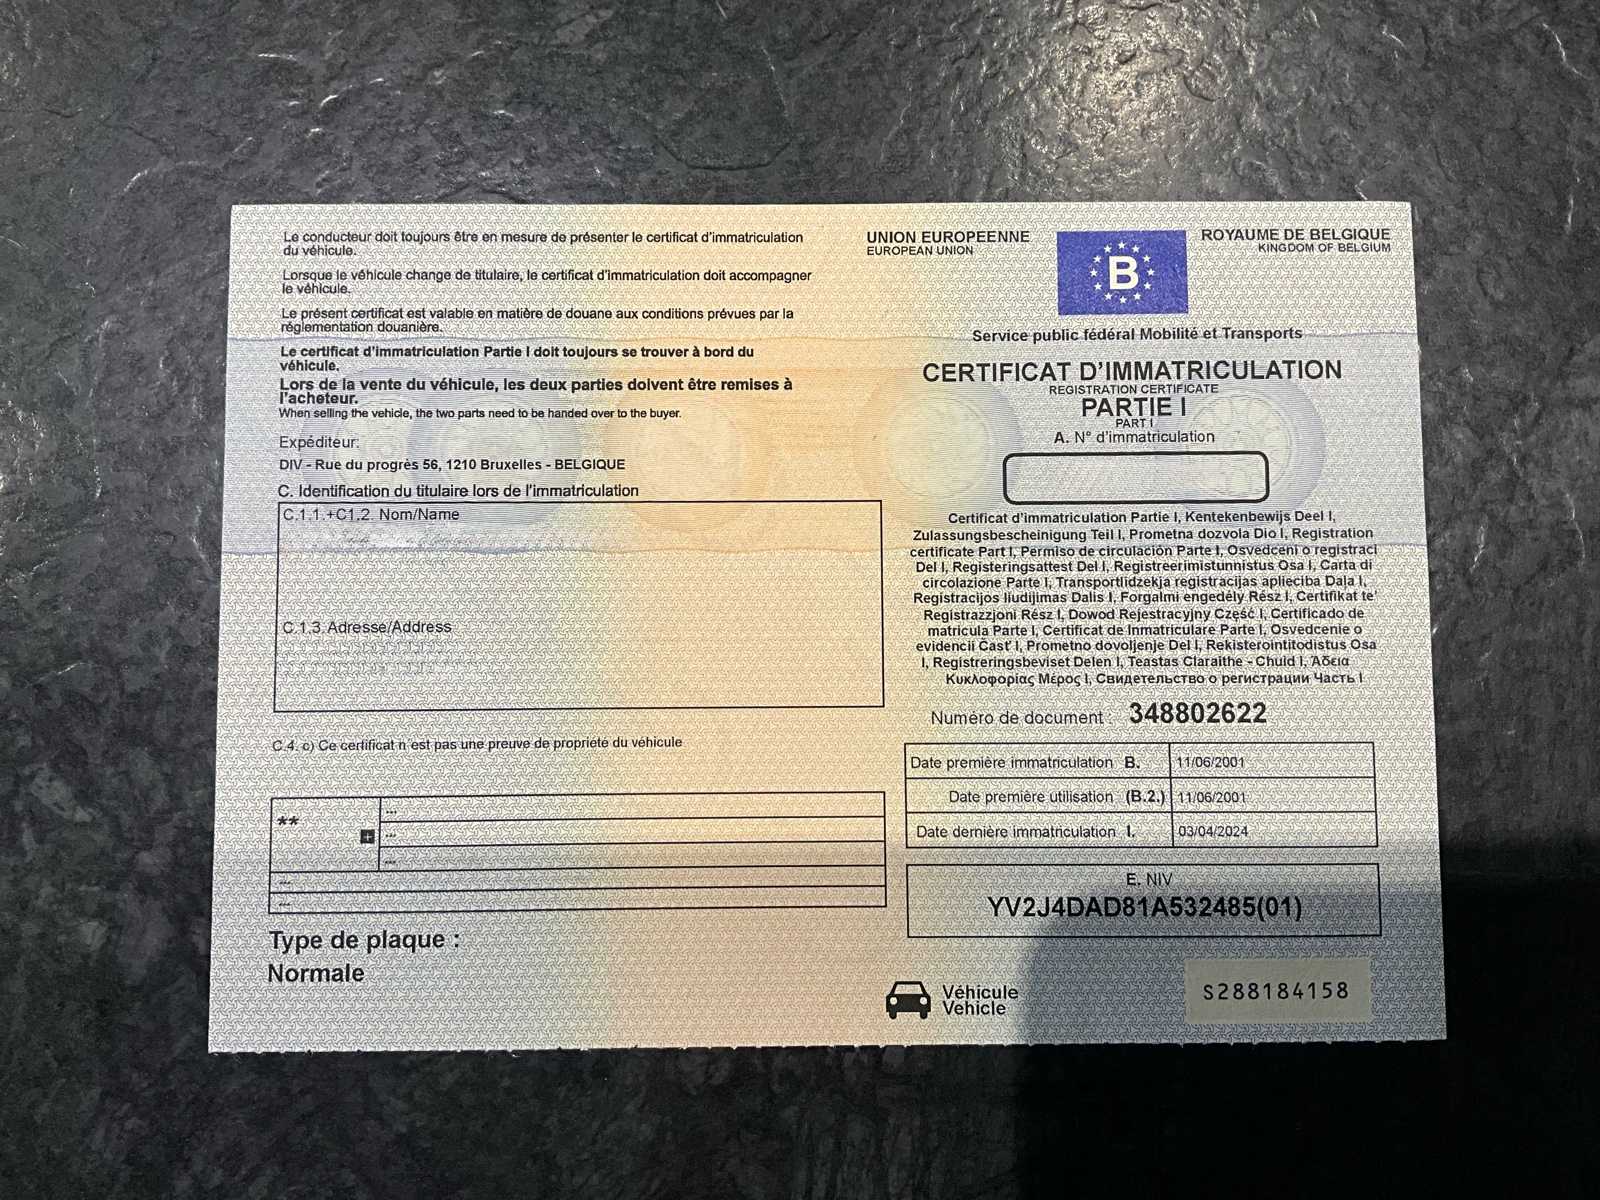 Le conducteur doit toujours être en mesure de présenter le certificat d'immatriculation
du véhicule.
Lorsque le véhicule change de titulaire, le certificat d'immatriculation doit accompagner
le véhicule.
Le présent certificat est valable en matière de douane aux conditions prévues par la
réglementation douanière.
Le certificat d'immatriculation Partie I doit toujours se trouver à bord du
véhicule.
Lors de la vente du véhicule, les deux parties doivent être remises à
l'acheteur.
When selling the vehicle, the two parts need to be handed over to the buyer.
Expéditeur:
DIV - Rue du progrès 56, 1210 Bruxelles - BELGIQUE
C. Identification du titulaire lors de l'immatriculation
C.1.1.+C1.2. Nom/Name
C.1.3. Adresse/Address
C.4. c) Ce certificat n'est pas une preuve de propriété du véhicule
**
...
+
...
...
...
...
Type de plaque :
Normale
UNION EUROPEENNE
EUROPEAN UNION
B
ROYAUME DE BELGIQUE
KINGDOM OF BELGIUM
Service public fédéral Mobilité et Transports
CERTIFICAT D'IMMATRICULATION
REGISTRATION CERTIFICATE
PARTIE I
PART I
A. N° d'immatriculation
Certificat d'immatriculation Partie I, Kentekenbewijs Deel I,
Zulassungsbescheinigung Teil I, Prometna dozvola Dio I, Registration
certificate Part I, Permiso de circulación Parte I, Osvedceni o registraci
Del I, Registeringsattest Del I, Registreerimistunnistus Osa I, Carta di
circolazione Parte I, Transportlidzekja registracijas aplieciba Daļa I,
Registracijos liudijimas Dalis I, Forgalmi engedély Rész I, Certifikat te'
Registrazzjoni Rész I, Dowod Rejestracyjny Część I, Certificado de
matricula Parte I, Certificat de Inmatriculare Parte I, Osvedcenie o
evidencii Časť I, Prometno dovoljenje Del I, Rekisterointitodistus Osa
I, Registreringsbeviset Delen I, Teastas Claraithe - Chuid I, Άδεια
Κυκλοφορίας Μέρος I, Свидетельство о регистрации Часть I
Numéro de document : 348802622
Date première immatriculation B. 11/06/2001
Date première utilisation (B.2.) 11/06/2001
Date dernière immatriculation I. 03/04/2024
E. NIV
YV2J4DAD81A532485(01)
Véhicule
Vehicle
S288184158